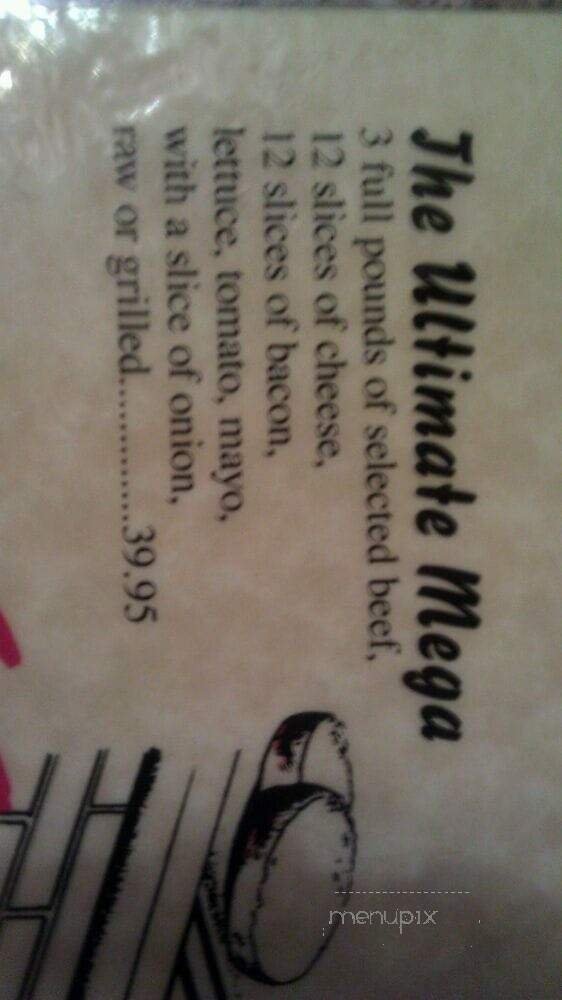 The Ultimate Mega
3 full pounds of selected beef,
12 slices of cheese,
12 slices of bacon,
lettuce, tomato, mayo,
with a slice of onion,
raw or grilled..............39.95
menupix